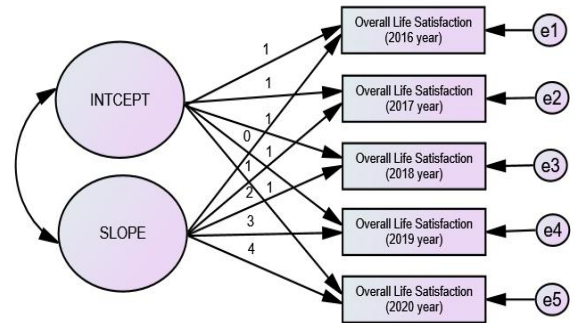 Overall Life Satisfaction
(2016 year)
e1
1
INTCEPT
1
Overall Life Satisfaction
(2017 year)
e2
1
0
1
Overall Life Satisfaction
(2018 year)
e3
1
2
1
SLOPE
3
Overall Life Satisfaction
(2019 year)
e4
4
Overall Life Satisfaction
(2020 year)
e5